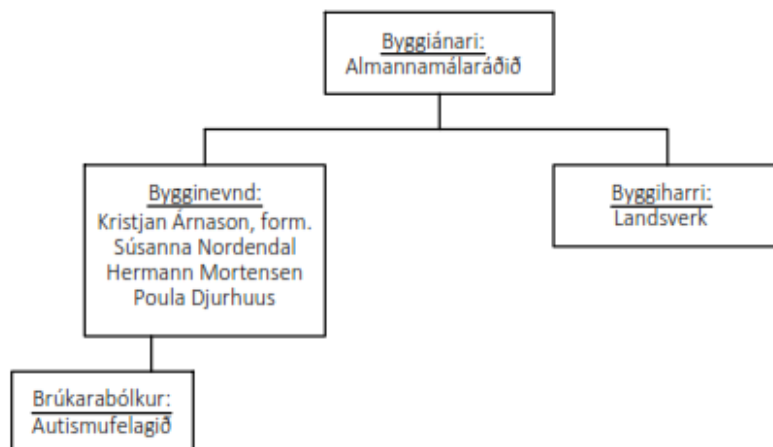 Byggiánari:
Almannamálaráðið
Bygginevnd:
Kristjan Árnason, form.
Súsanna Nordendal
Hermann Mortensen
Poula Djurhuus
Byggiharri:
Landsverk
Brúkarabólkur:
Autismufelagið